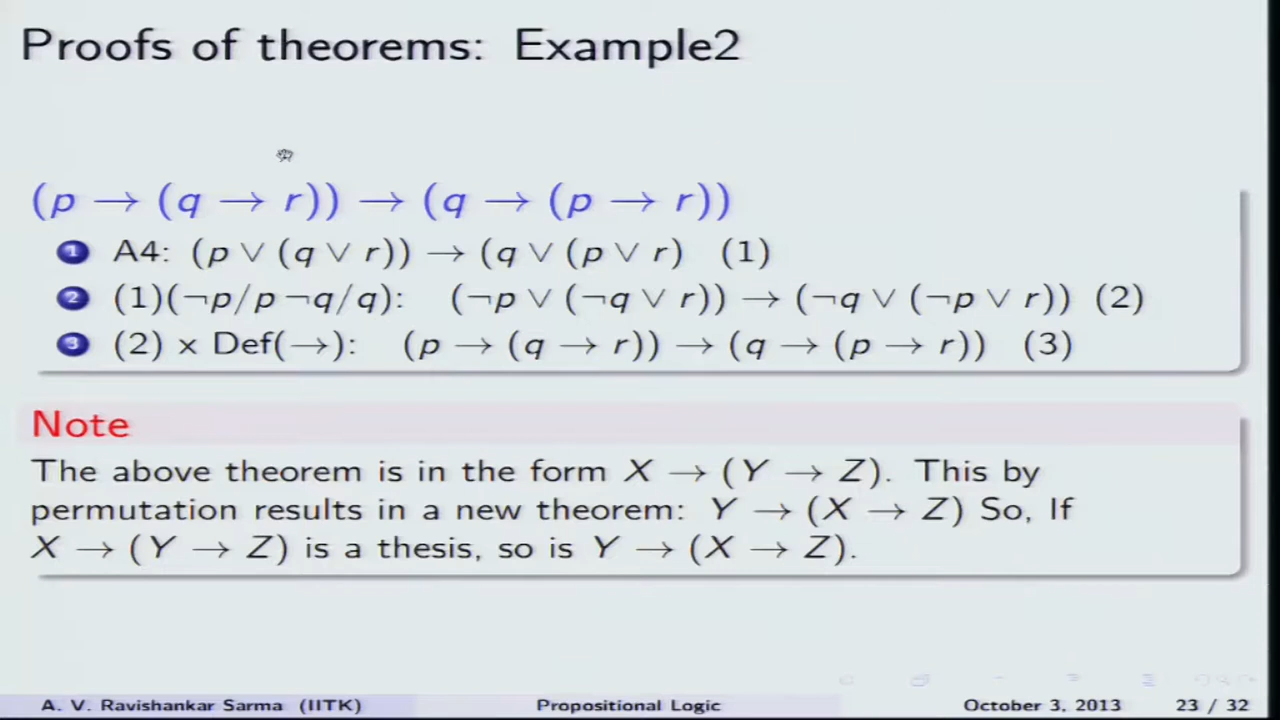 Proofs of theorems: Example2
(p → (q → r)) → (q → (p → r))
1 A4: (p ∨ (q ∨ r)) → (q ∨ (p ∨ r) (1)
2 (1)(¬p/p ¬q/q): (¬p ∨ (¬q ∨ r)) → (¬q ∨ (¬p ∨ r)) (2)
3 (2) x Def(→): (p → (q → r)) → (q → (p → r)) (3)
Note
The above theorem is in the form X → (Y → Z). This by
permutation results in a new theorem: Y → (X → Z) So, If
X → (Y → Z) is a thesis, so is Y → (X → Z).
A. V. Ravishankar Sarma (IITK) Propositional Logic October 3, 2013 23 / 32